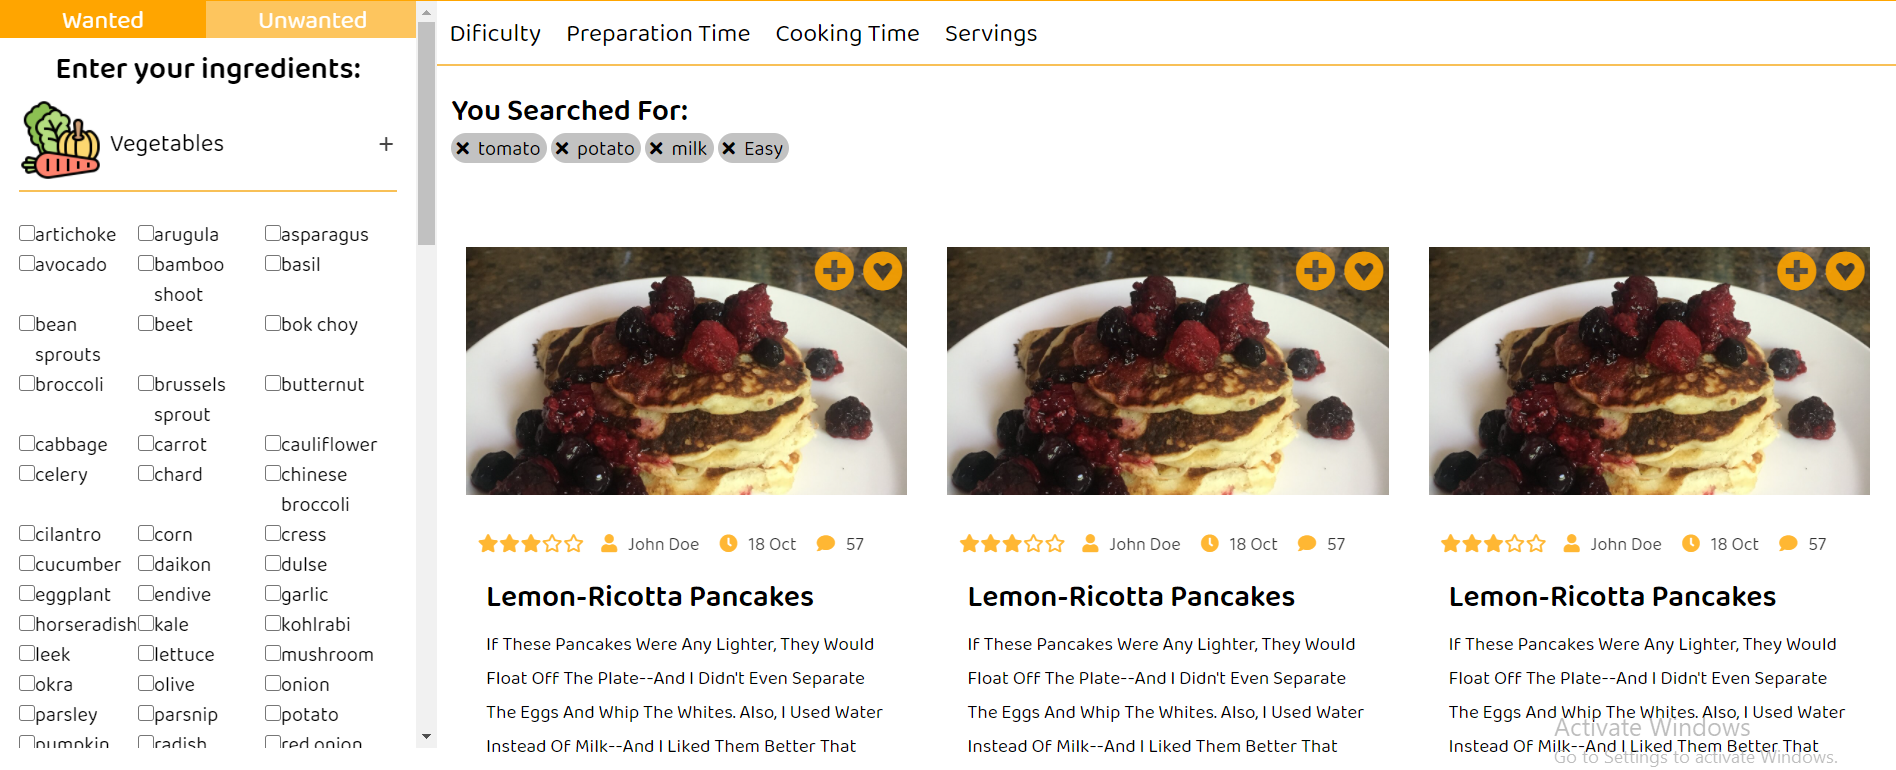 Wanted Unwanted
Enter your ingredients:
Vegetables +
artichoke arugula asparagus
avocado bamboo shoot basil
bean sprouts beet bok choy
broccoli brussels sprout butternut
cabbage carrot cauliflower
celery chard chinese broccoli
cilantro corn cress
cucumber daikon dulse
eggplant endive garlic
horseradish kale kohlrabi
leek lettuce mushroom
okra olive onion
parsley parsnip potato
pumpkin radish red onion
Dificulty Preparation Time Cooking Time Servings
You Searched For:
tomato potato milk Easy
John Doe 18 Oct 57
Lemon-Ricotta Pancakes
If These Pancakes Were Any Lighter, They Would
Float Off The Plate--And I Didn't Even Separate
The Eggs And Whip The Whites. Also, I Used Water
Instead Of Milk--And I Liked Them Better That
John Doe 18 Oct 57
Lemon-Ricotta Pancakes
If These Pancakes Were Any Lighter, They Would
Float Off The Plate--And I Didn't Even Separate
The Eggs And Whip The Whites. Also, I Used Water
Instead Of Milk--And I Liked Them Better That
John Doe 18 Oct 57
Lemon-Ricotta Pancakes
If These Pancakes Were Any Lighter, They Would
Float Off The Plate--And I Didn't Even Separate
The Eggs And Whip The Whites. Also, I Used Water
Instead Of Milk--And I Liked Them Better That
Activate Windows
Go to Settings to activate Windows.